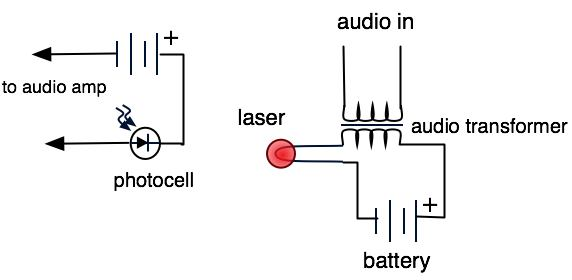 audio in
+
to audio amp
laser
audio transformer
photocell
+
battery